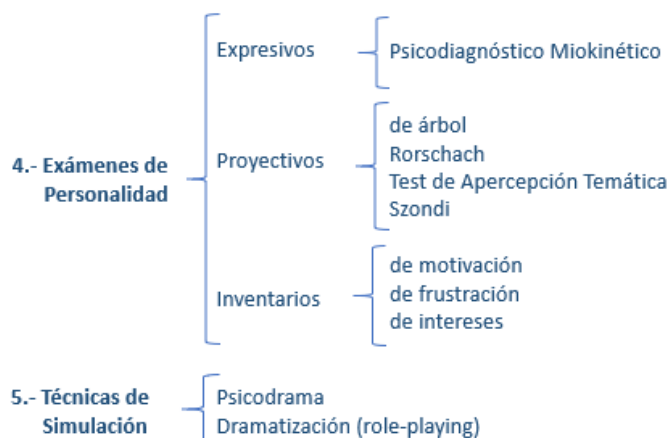 Expresivos
Psicodiagnóstico Miokinético
4.- Exámenes de
Personalidad
Proyectivos
de árbol
Rorschach
Test de Apercepción Temática
Szondi
Inventarios
de motivación
de frustración
de intereses
5.- Técnicas de
Simulación
Psicodrama
Dramatización (role-playing)